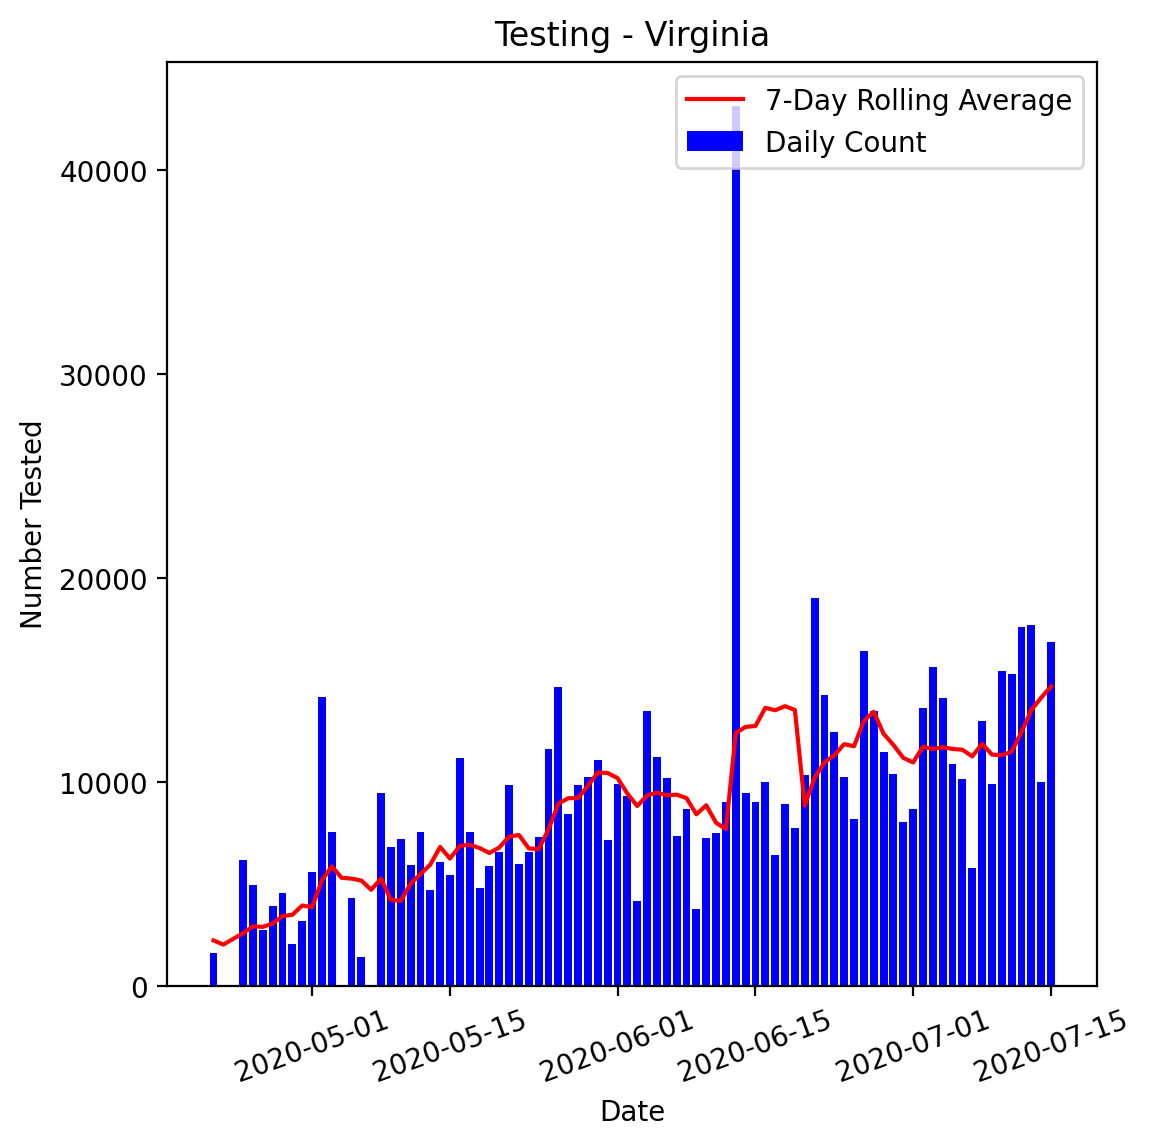 Testing - Virginia
7-Day Rolling Average
Daily Count
40000
30000
20000
10000
0
Number Tested
2020-05-01
2020-05-15
2020-06-01
2020-06-15
2020-07-01
2020-07-15
Date